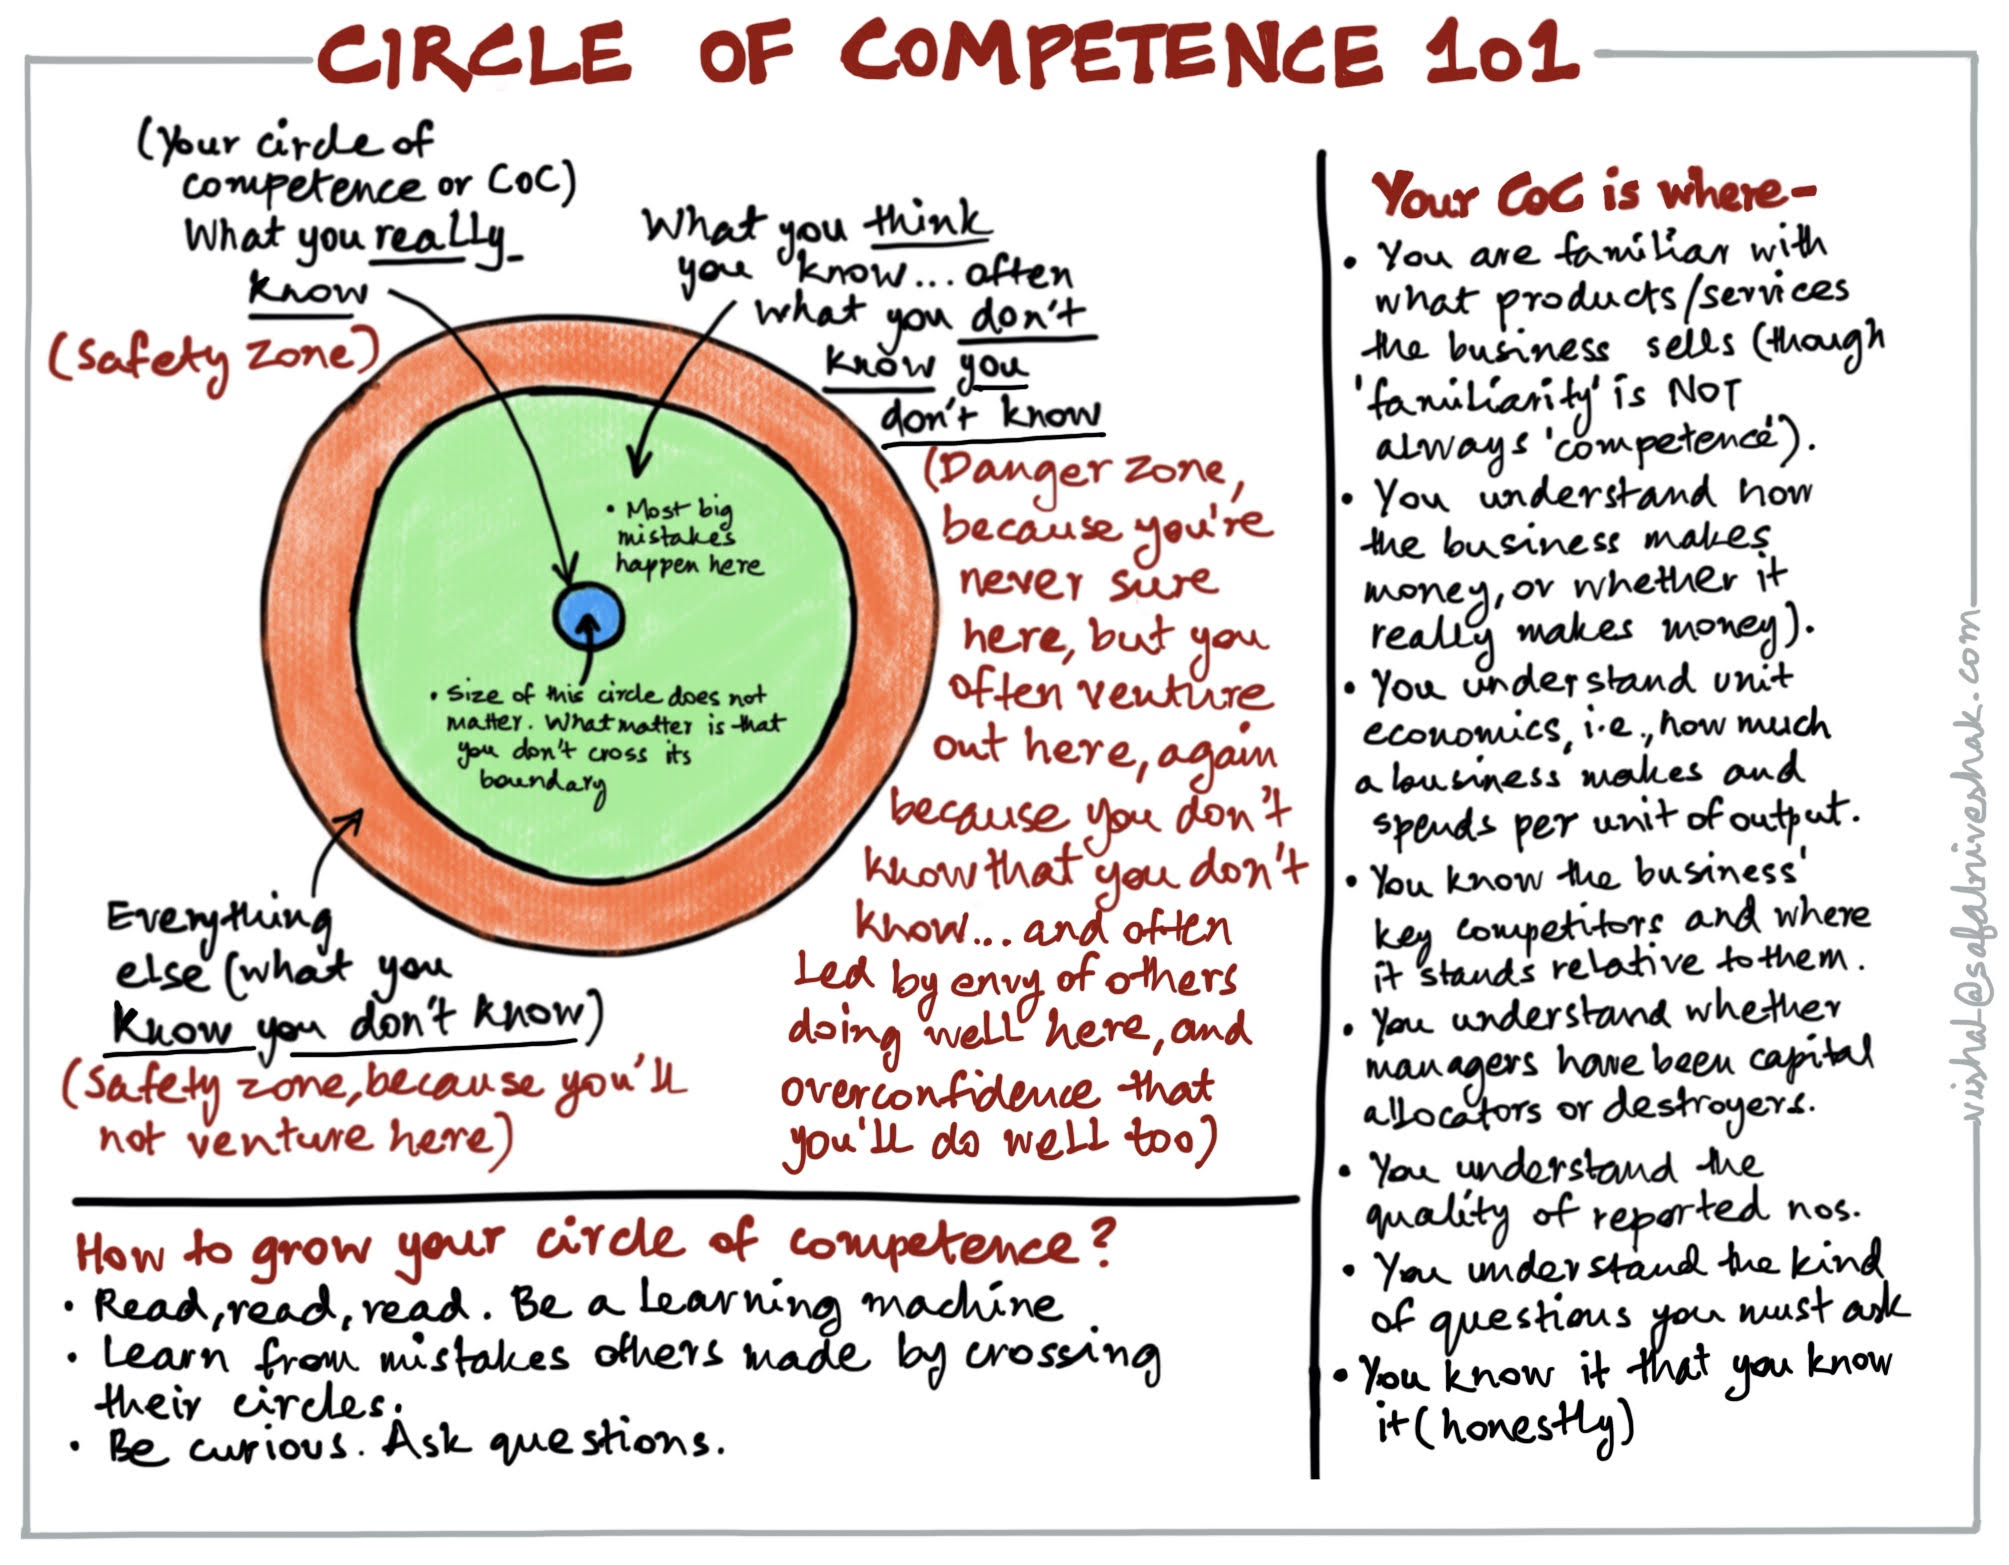 CIRCLE OF COMPETENCE 101
(Your circle of
competence or CoC)
What you really
know
(Safety zone)
What you think
you know... often
what you don't
know you
don't know
(Danger zone,
because you're
never sure
here, but you
often venture
out here, again
because you don't
know that you don't
know... and often
led by envy of others
doing well here, and
overconfidence that
you'll do well too)
• Most big
mistakes
happen here
• Size of this circle does not
matter. What matter is that
you don't cross its
boundary
Everything
else (what you
know you don't know)
(Safety zone, because you'll
not venture here)
How to grow your circle of competence?
• Read, read, read. Be a learning machine
• Learn from mistakes others made by crossing
their circles.
• Be curious. Ask questions.
Your CoC is where-
• You are familiar with
what products/services
the business sells (though
'familiarity' is NOT
always 'competence').
• You understand how
the business makes
money, or whether it
really makes money).
• You understand unit
economics, i.e., how much
a business makes and
spends per unit of output.
• You know the business'
key competitors and where
it stands relative to them.
• You understand whether
managers have been capital
allocators or destroyers.
• You understand the
quality of reported nos.
• You understand the kind
of questions you must ask
• You know it that you know
it (honestly)
vishal@safalniveshak.com